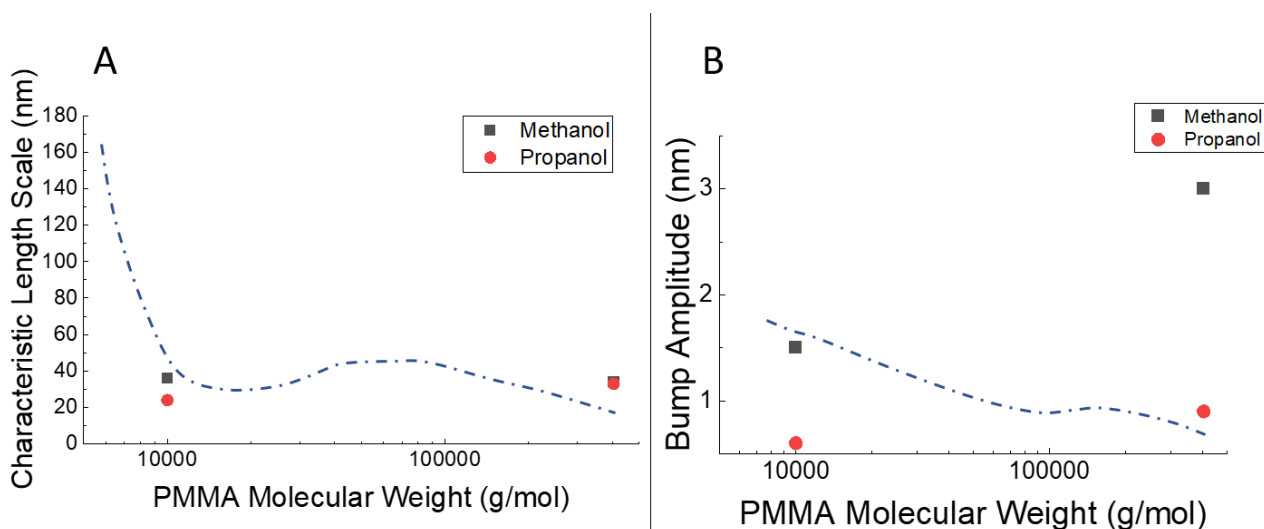 A
Characteristic Length Scale (nm)
180
160
140
120
100
80
60
40
20
0
Methanol
Propanol
10000
100000
PMMA Molecular Weight (g/mol)
B
Bump Amplitude (nm)
3
2
1
Methanol
Propanol
10000
100000
PMMA Molecular Weight (g/mol)